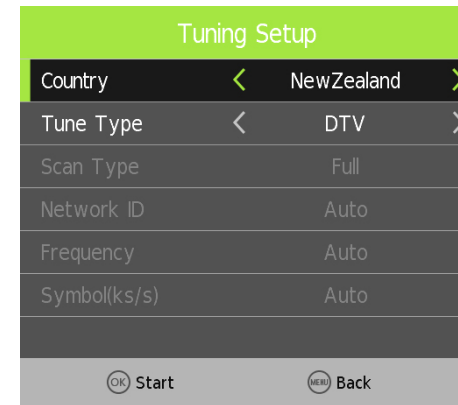 Tuning Setup
Country < NewZealand >
Tune Type < DTV >
Scan Type Full
Network ID Auto
Frequency Auto
Symbol(ks/s) Auto
OK Start MENU Back